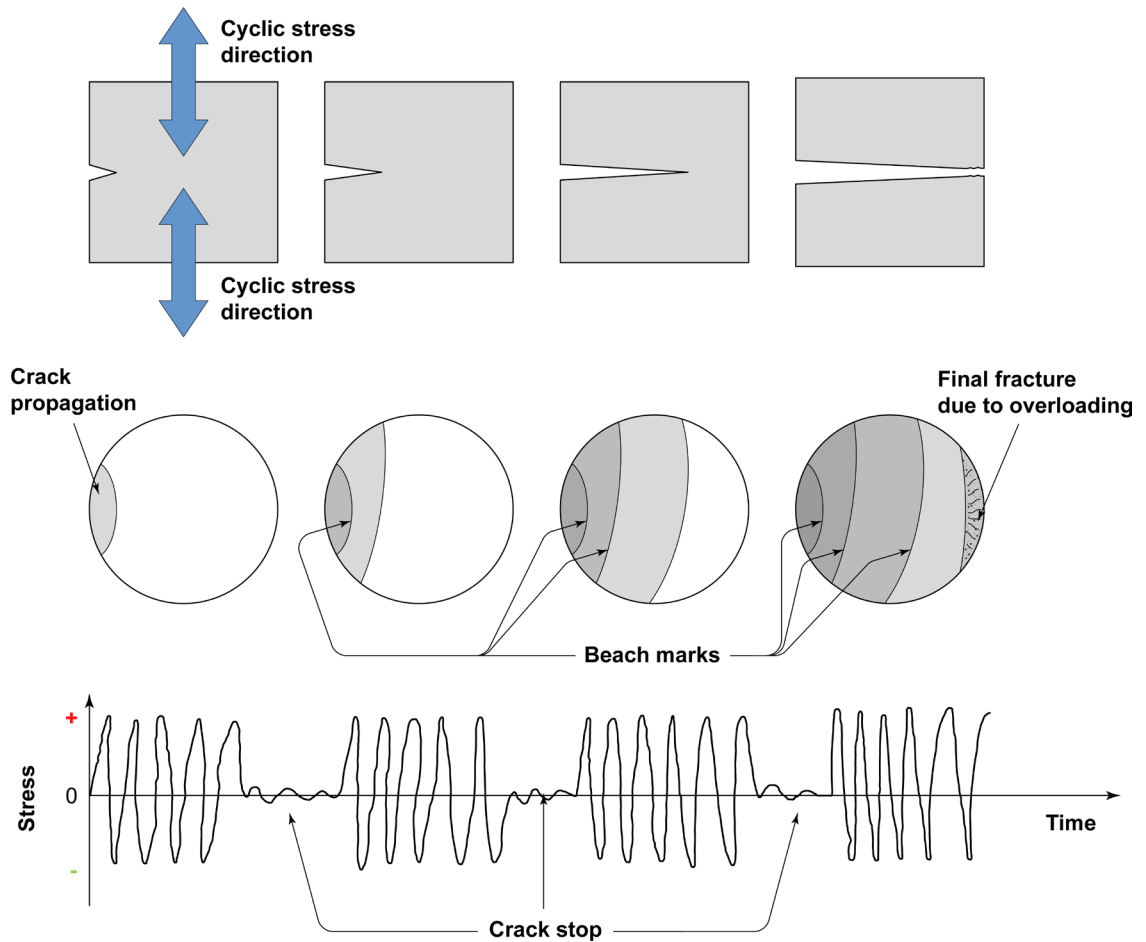 Cyclic stress
direction
Cyclic stress
direction
Crack
propagation
Final fracture
due to overloading
Beach marks
+
Stress
0
-
Time
Crack stop